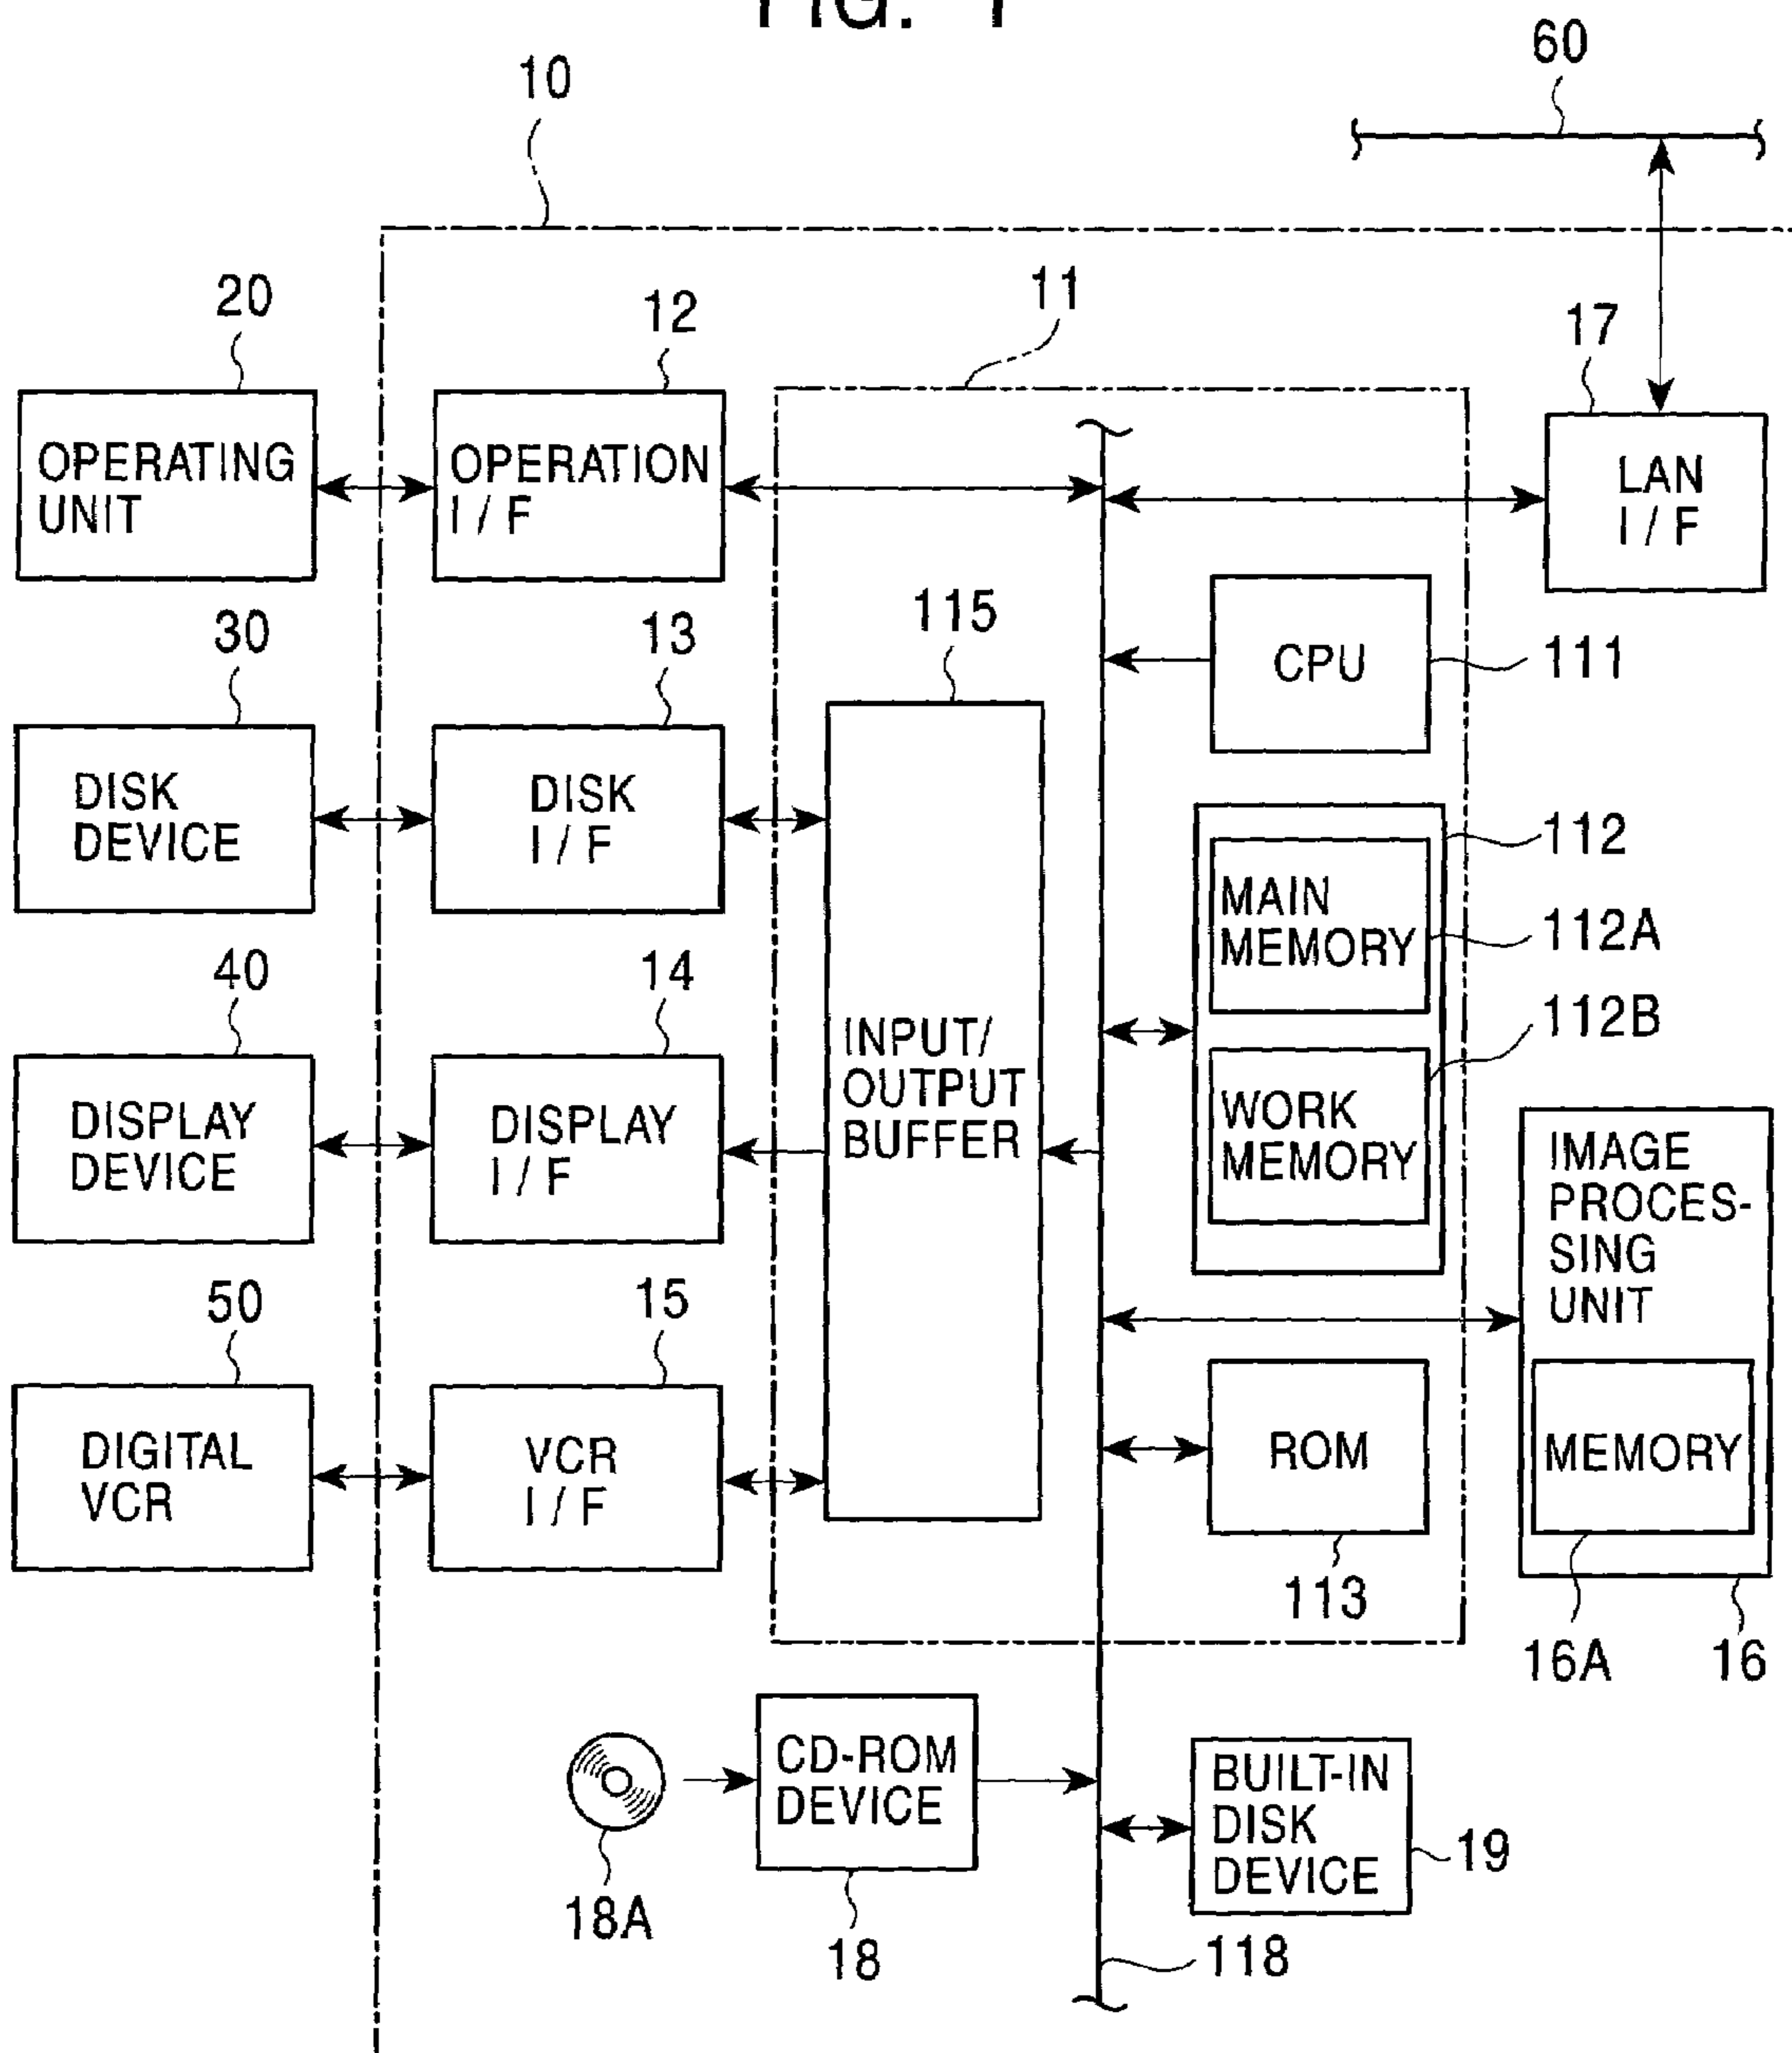 FIG. 1
60
10
11
20
12
17
OPERATING
UNIT
OPERATION
I / F
LAN
I / F
115
30
13
CPU
111
DISK
DEVICE
DISK
I / F
112
MAIN
MEMORY
112A
40
14
112B
INPUT/
OUTPUT
BUFFER
DISPLAY
DEVICE
DISPLAY
I / F
WORK
MEMORY
IMAGE
PROCES-
SING
UNIT
50
15
DIGITAL
VCR
VCR
I / F
ROM
MEMORY
113
16A
16
CD-ROM
DEVICE
BUILT-IN
DISK
DEVICE
19
18A
18
118